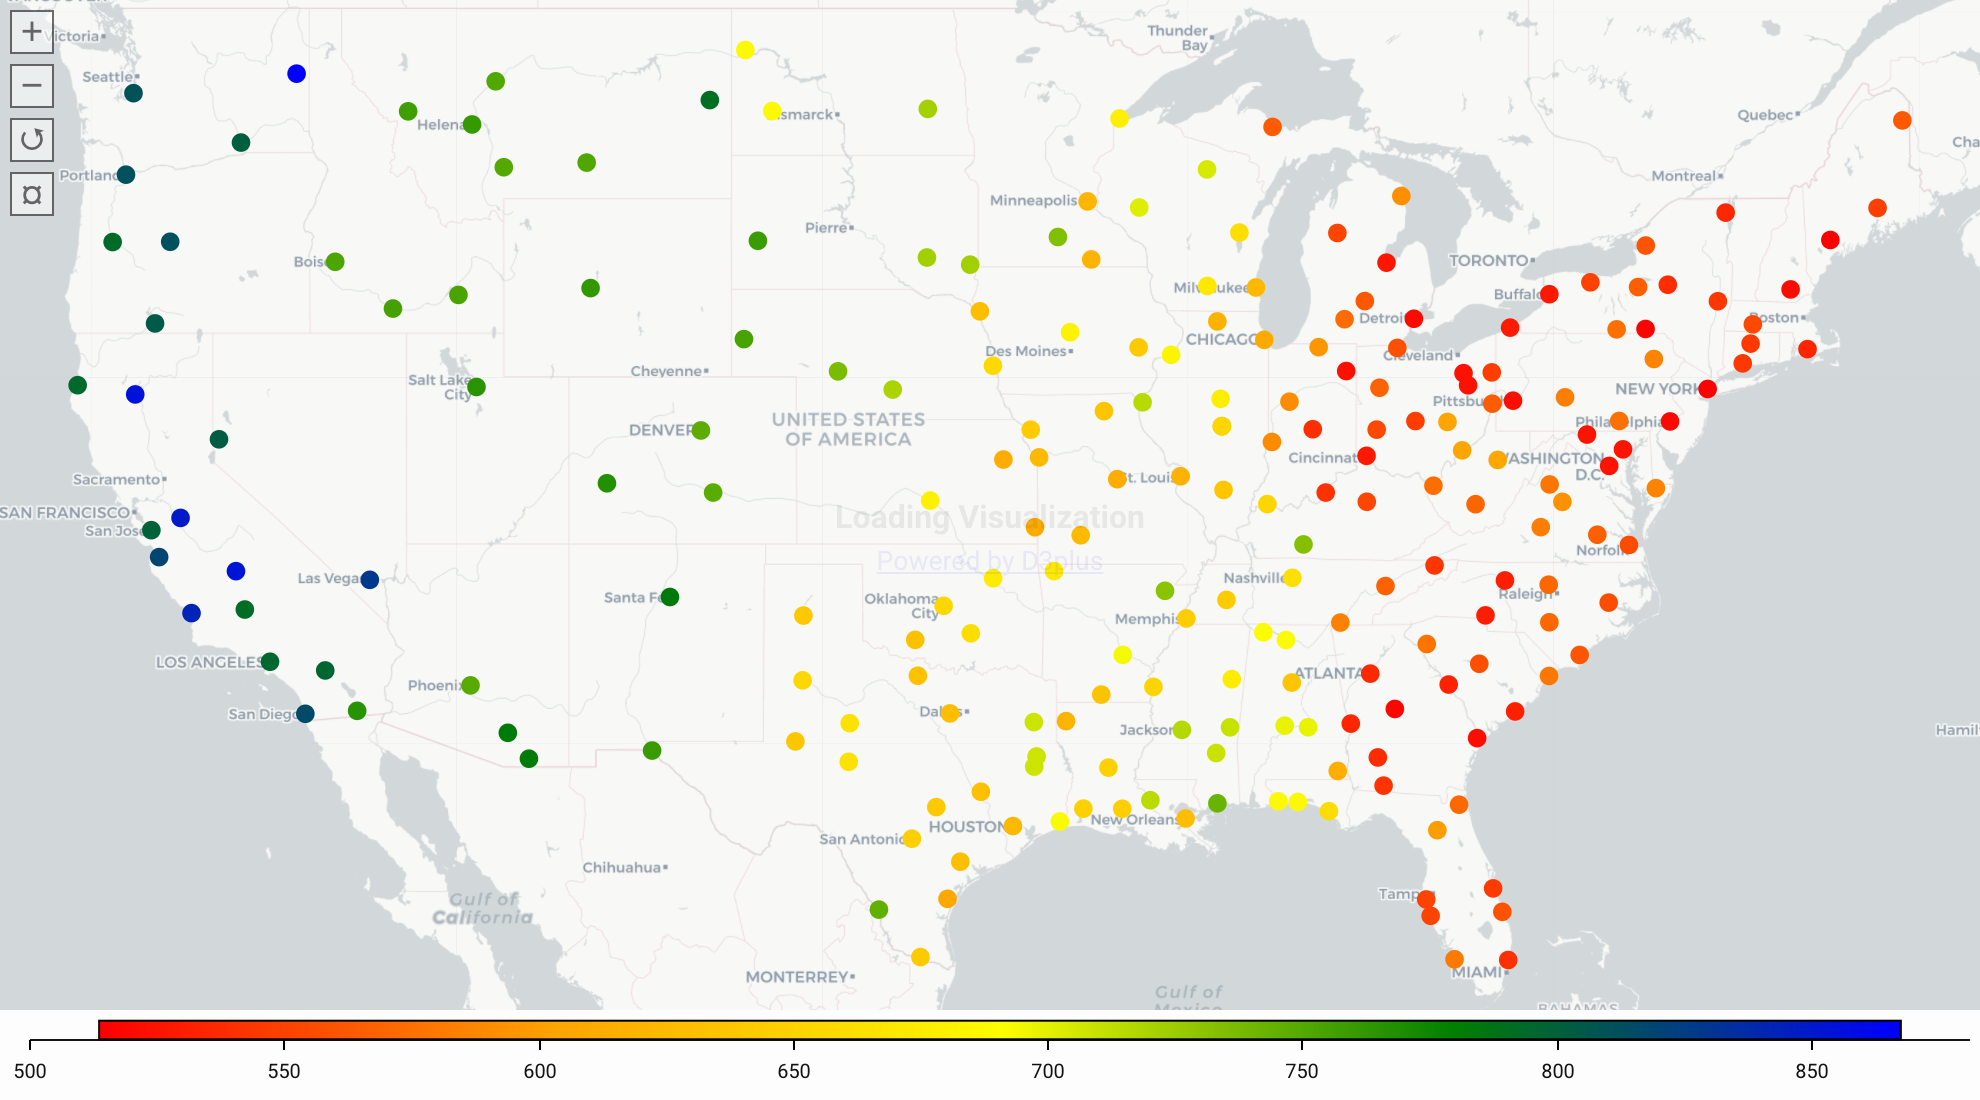 +
−
Victoria
Seattle
Portland
Helena
Bismarck
Thunder
Bay
Quebec
Montreal
Minneapolis
Pierre
TORONTO
Buffalo
Milwaukee
Detroit
Boston
CHICAGO
Cleveland
Des Moines
Cheyenne
Salt Lake
City
NEW YORK
Pittsbu
Philadelphia
UNITED STATES
OF AMERICA
DENVER
Cincinnat
WASHINGTON
D.C.
St. Louis
Sacramento
SAN FRANCISCO
San Jose
Loading Visualization
Powered by D3plus
Norfolk
Las Vegas
Nashville
Santa Fe
Oklahoma
City
Raleigh
Memphis
LOS ANGELES
ATLANTA
Phoenix
San Diego
Dallas
Jackson
Hamil
New Orleans
HOUSTON
San Antonio
Chihuahua
Tampa
Gulf of
California
MIAMI
MONTERREY
Gulf of
Mexico
BAHAMAS
500
550
600
650
700
750
800
850